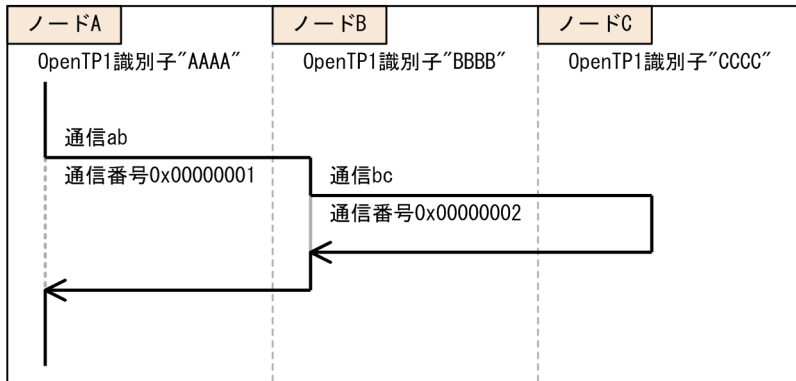 ノードA
ノードB
ノードC
OpenTP1識別子"AAAA"
OpenTP1識別子"BBBB"
OpenTP1識別子"CCCC"
通信ab
通信番号0x00000001
通信bc
通信番号0x00000002